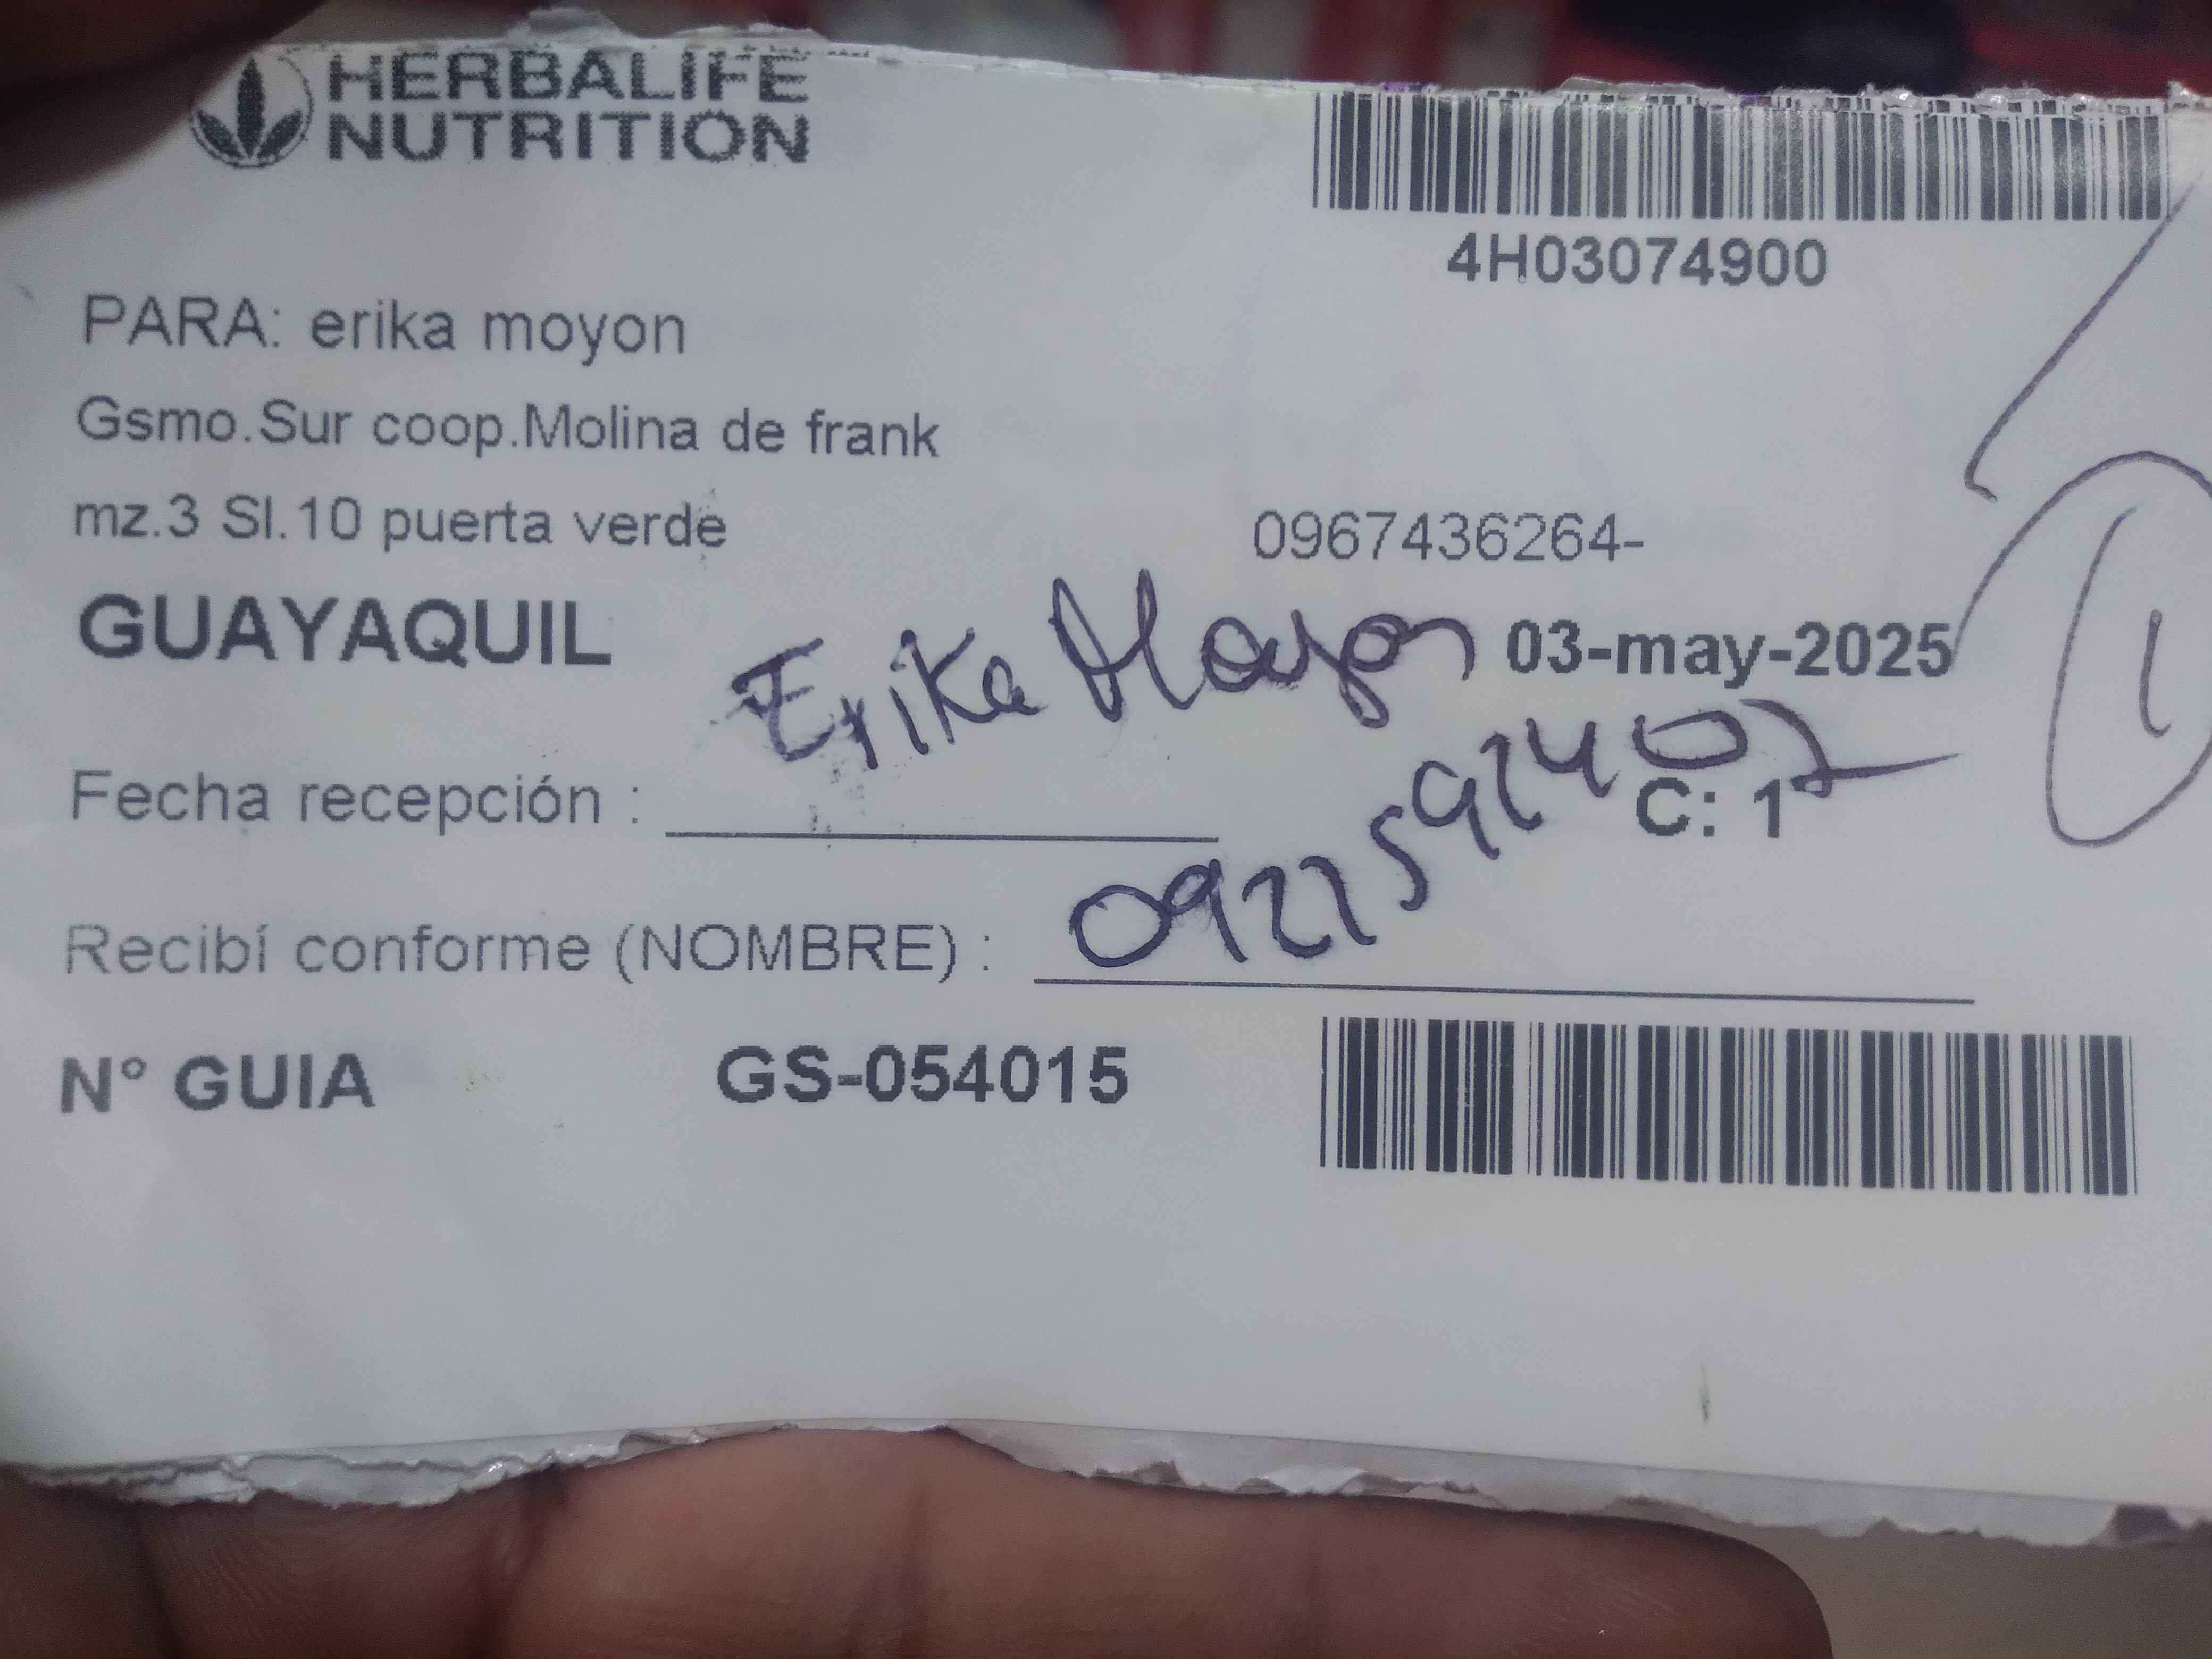 HERBALIFE
NUTRITION
4H03074900
PARA: erika moyon
Gsmo.Sur coop.Molina de frank
mz.3 Sl.10 puerta verde
0967436264-
GUAYAQUIL
Erika Moyon
03-may-2025
1
Fecha recepción :
C: 1
Recibí conforme (NOMBRE) :
N° GUIA
GS-054015